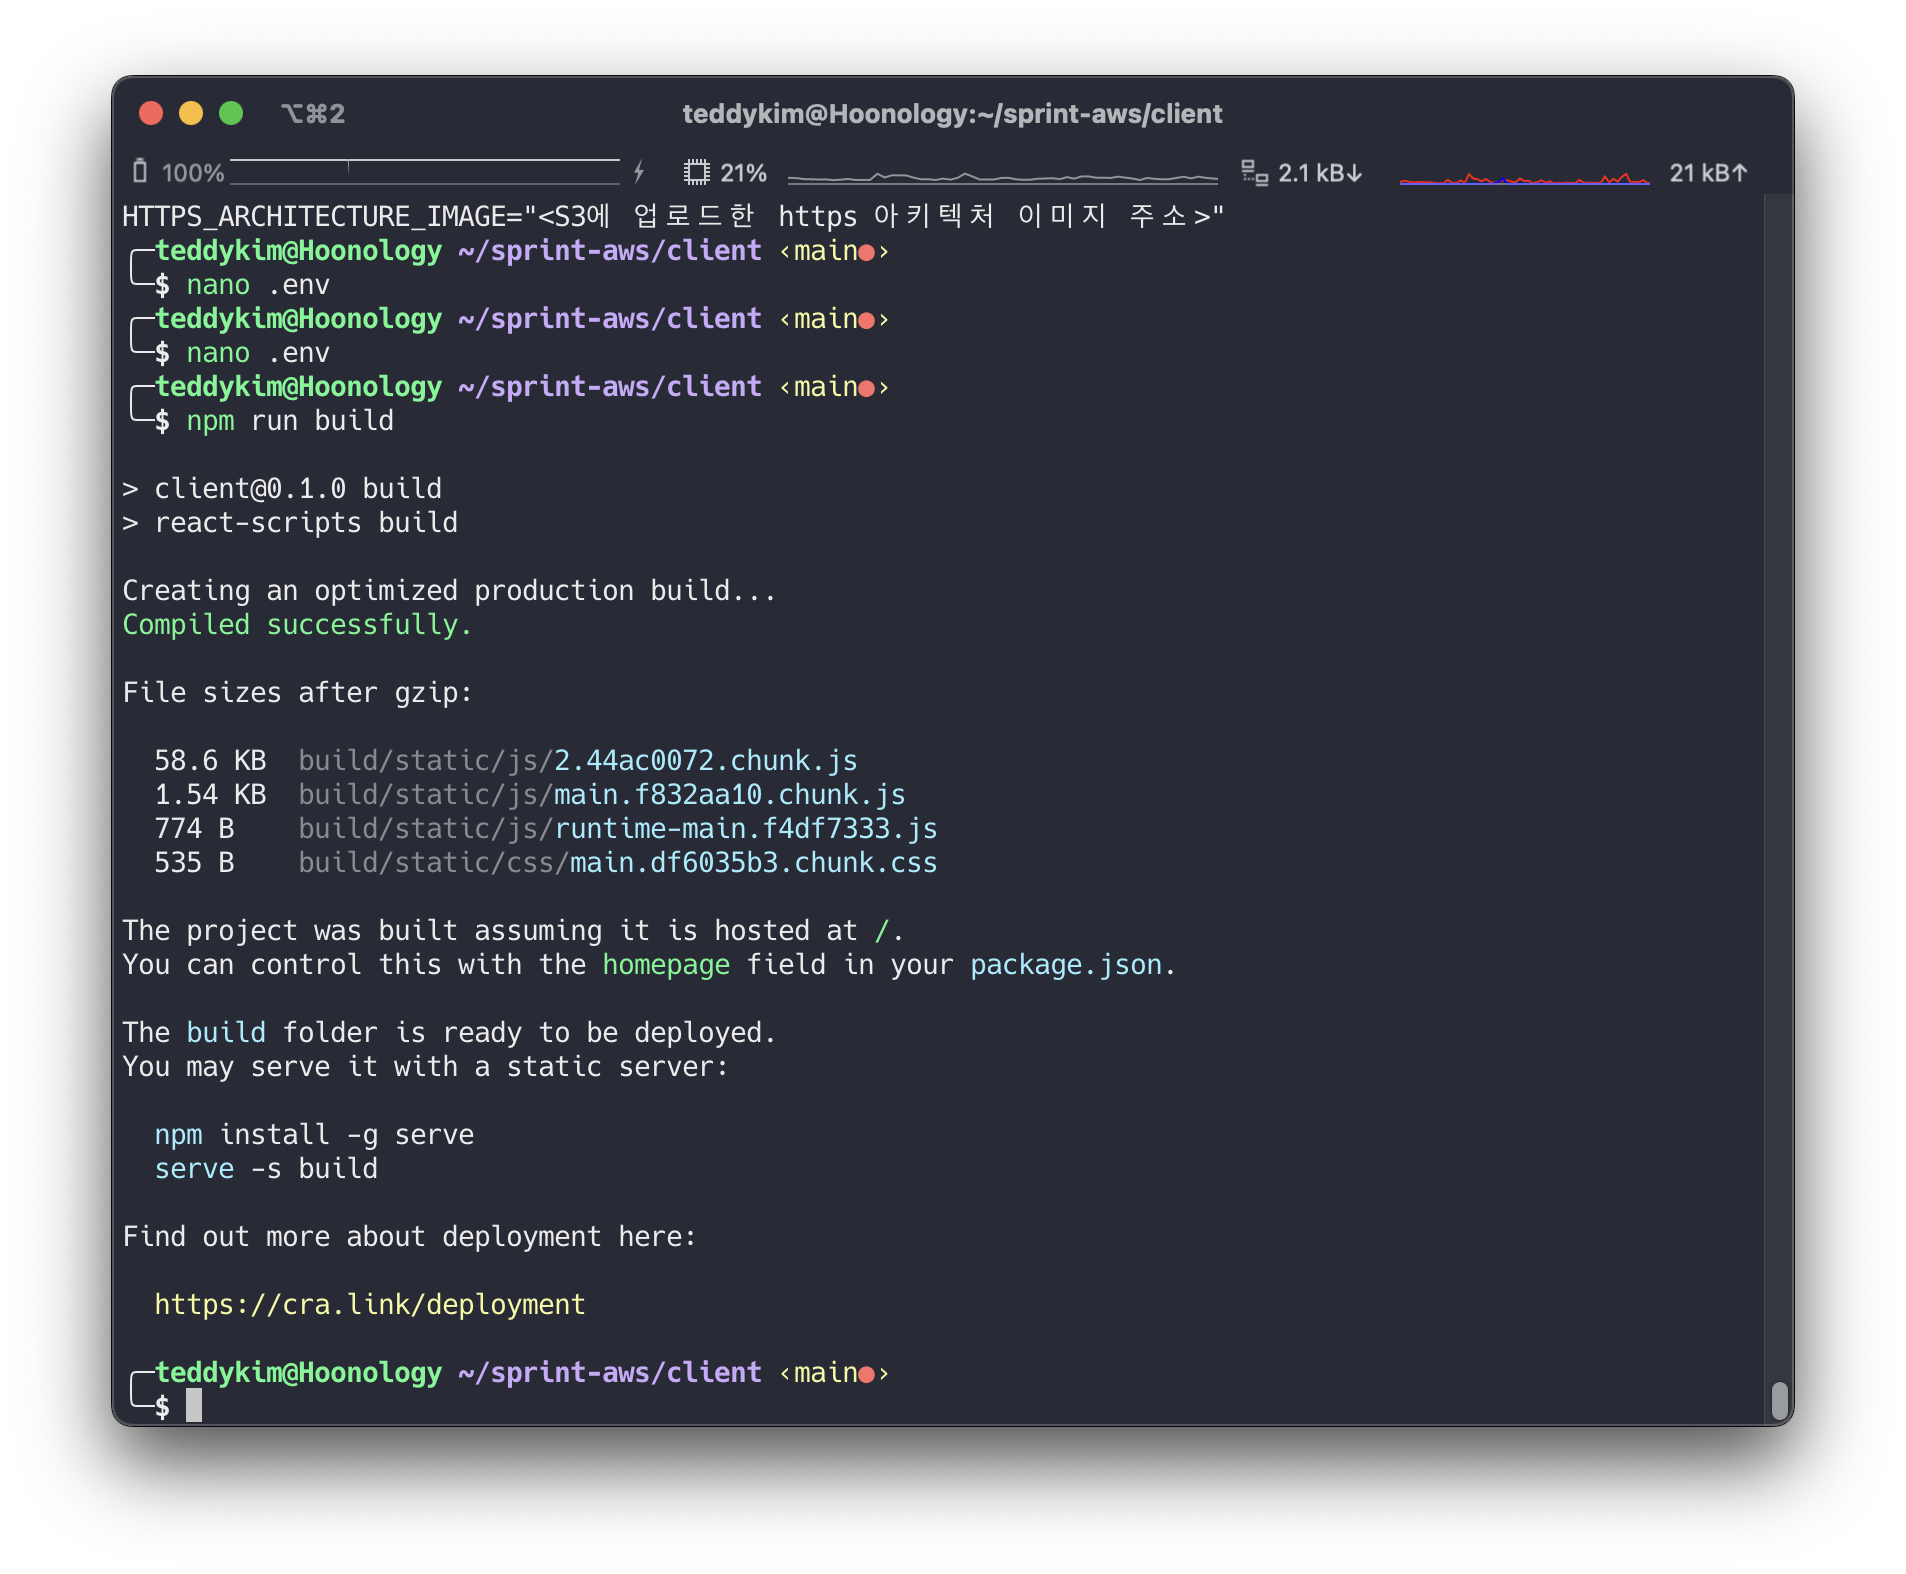 ⌥⌘2
teddykim@Hoonology:~/sprint-aws/client
100% 21% 2.1 kB↓ 21 kB↑
HTTPS_ARCHITECTURE_IMAGE="<S3에 업로드한 https 아키텍처 이미지 주소>"
teddykim@Hoonology ~/sprint-aws/client ‹main●›
$ nano .env
teddykim@Hoonology ~/sprint-aws/client ‹main●›
$ nano .env
teddykim@Hoonology ~/sprint-aws/client ‹main●›
$ npm run build
> client@0.1.0 build
> react-scripts build
Creating an optimized production build...
Compiled successfully.
File sizes after gzip:
58.6 KB build/static/js/2.44ac0072.chunk.js
1.54 KB build/static/js/main.f832aa10.chunk.js
774 B build/static/js/runtime-main.f4df7333.js
535 B build/static/css/main.df6035b3.chunk.css
The project was built assuming it is hosted at /.
You can control this with the homepage field in your package.json.
The build folder is ready to be deployed.
You may serve it with a static server:
npm install -g serve
serve -s build
Find out more about deployment here:
https://cra.link/deployment
teddykim@Hoonology ~/sprint-aws/client ‹main●›
$